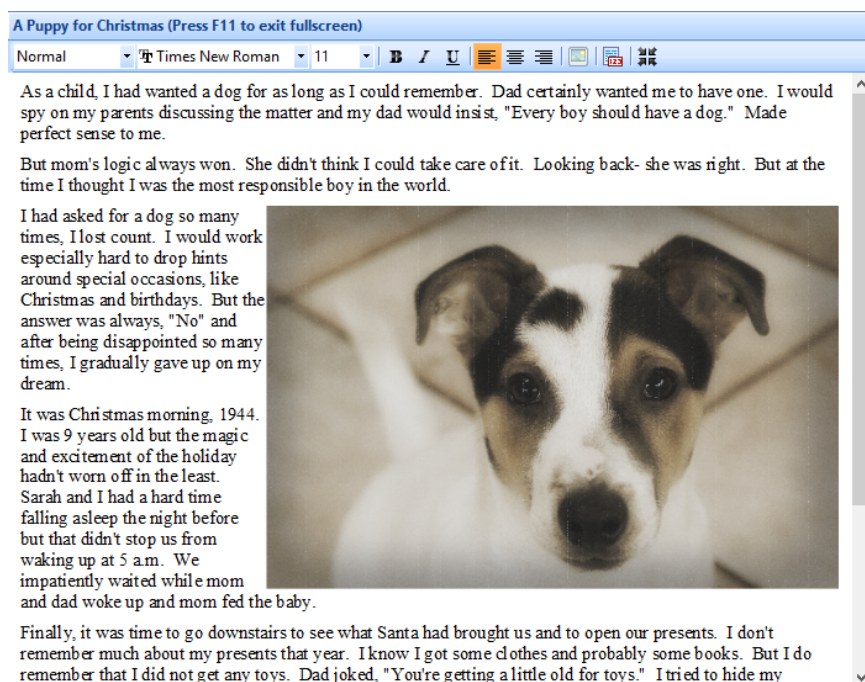 A Puppy for Christmas (Press F11 to exit fullscreen)
Normal Times New Roman 11 B I U 123
As a child, I had wanted a dog for as long as I could remember.  Dad certainly wanted me to have one.  I would
spy on my parents discussing the matter and my dad would insist, "Every boy should have a dog."  Made
perfect sense to me.
But mom's logic always won.  She didn't think I could take care of it.  Looking back- she was right.  But at the
time I thought I was the most responsible boy in the world.
I had asked for a dog so many
times, I lost count.  I would work
especially hard to drop hints
around special occasions, like
Christmas and birthdays.  But the
answer was always, "No" and
after being disappointed so many
times, I gradually gave up on my
dream.
It was Christmas morning, 1944.
I was 9 years old but the magic
and excitement of the holiday
hadn't worn off in the least.
Sarah and I had a hard time
falling asleep the night before
but that didn't stop us from
waking up at 5 a.m.  We
impatiently waited while mom
and dad woke up and mom fed the baby.
Finally, it was time to go downstairs to see what Santa had brought us and to open our presents.  I don't
remember much about my presents that year.  I know I got some clothes and probably some books.  But I do
remember that I did not get any toys.  Dad joked, "You're getting a little old for toys."  I tried to hide my